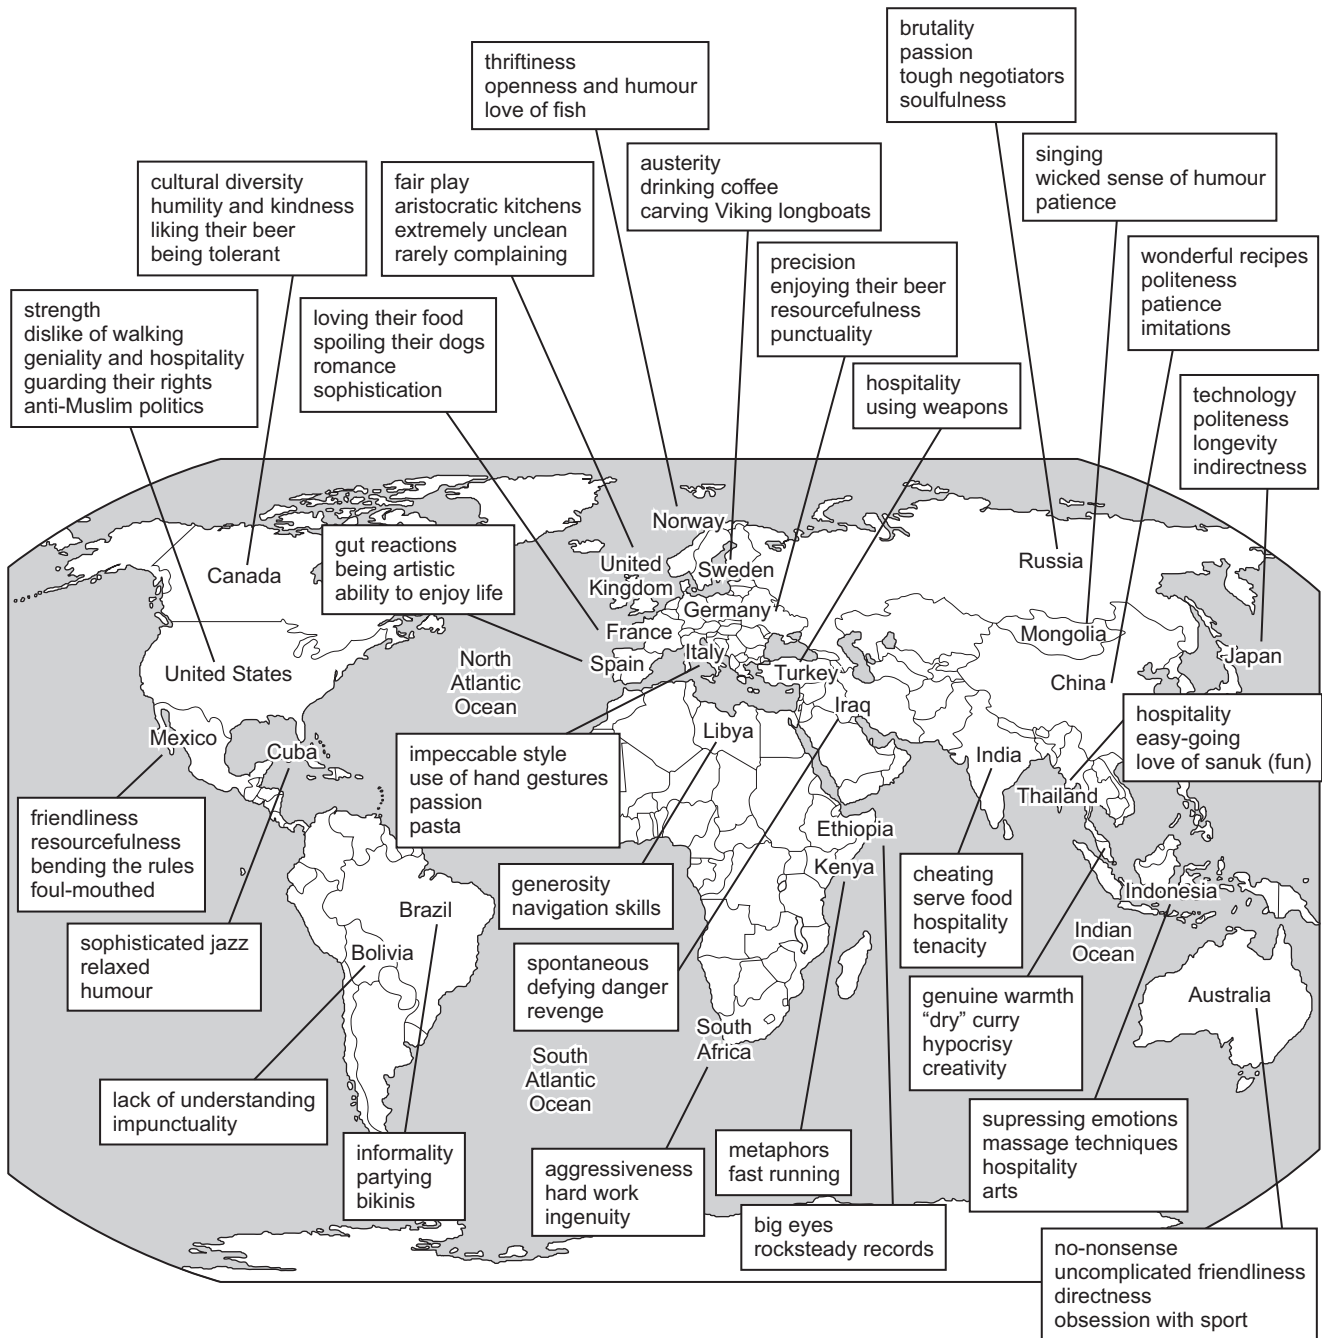 brutality
passion
tough negotiators
soulfulness
thriftiness
openness and humour
love of fish
singing
wicked sense of humour
patience
austerity
drinking coffee
carving Viking longboats
cultural diversity
humility and kindness
liking their beer
being tolerant
fair play
aristocratic kitchens
extremely unclean
rarely complaining
wonderful recipes
politeness
patience
imitations
precision
enjoying their beer
resourcefulness
punctuality
strength
dislike of walking
geniality and hospitality
guarding their rights
anti-Muslim politics
loving their food
spoiling their dogs
romance
sophistication
hospitality
using weapons
technology
politeness
longevity
indirectness
Norway
gut reactions
being artistic
ability to enjoy life
Canada
United
Kingdom
Sweden
Russia
Germany
France
Mongolia
Italy
Spain
Japan
United States
North
Atlantic
Ocean
Turkey
China
Iraq
Mexico
Cuba
Libya
India
hospitality
easy-going
love of sanuk (fun)
Thailand
impeccable style
use of hand gestures
passion
pasta
friendliness
resourcefulness
bending the rules
foul-mouthed
Ethiopia
Kenya
generosity
navigation skills
cheating
serve food
hospitality
tenacity
Indonesia
Brazil
Indian
Ocean
sophisticated jazz
relaxed
humour
Bolivia
spontaneous
defying danger
revenge
genuine warmth
“dry” curry
hypocrisy
creativity
Australia
South
Africa
South
Atlantic
Ocean
lack of understanding
impunctuality
supressing emotions
massage techniques
hospitality
arts
informality
partying
bikinis
aggressiveness
hard work
ingenuity
metaphors
fast running
big eyes
rocksteady records
no-nonsense
uncomplicated friendliness
directness
obsession with sport